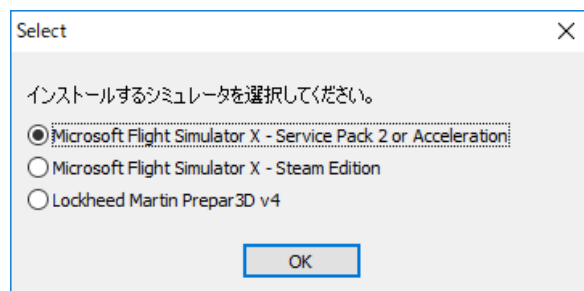 Select
インストールするシミュレータを選択してください。
Microsoft Flight Simulator X - Service Pack 2 or Acceleration
Microsoft Flight Simulator X - Steam Edition
Lockheed Martin Prepar3D v4
OK